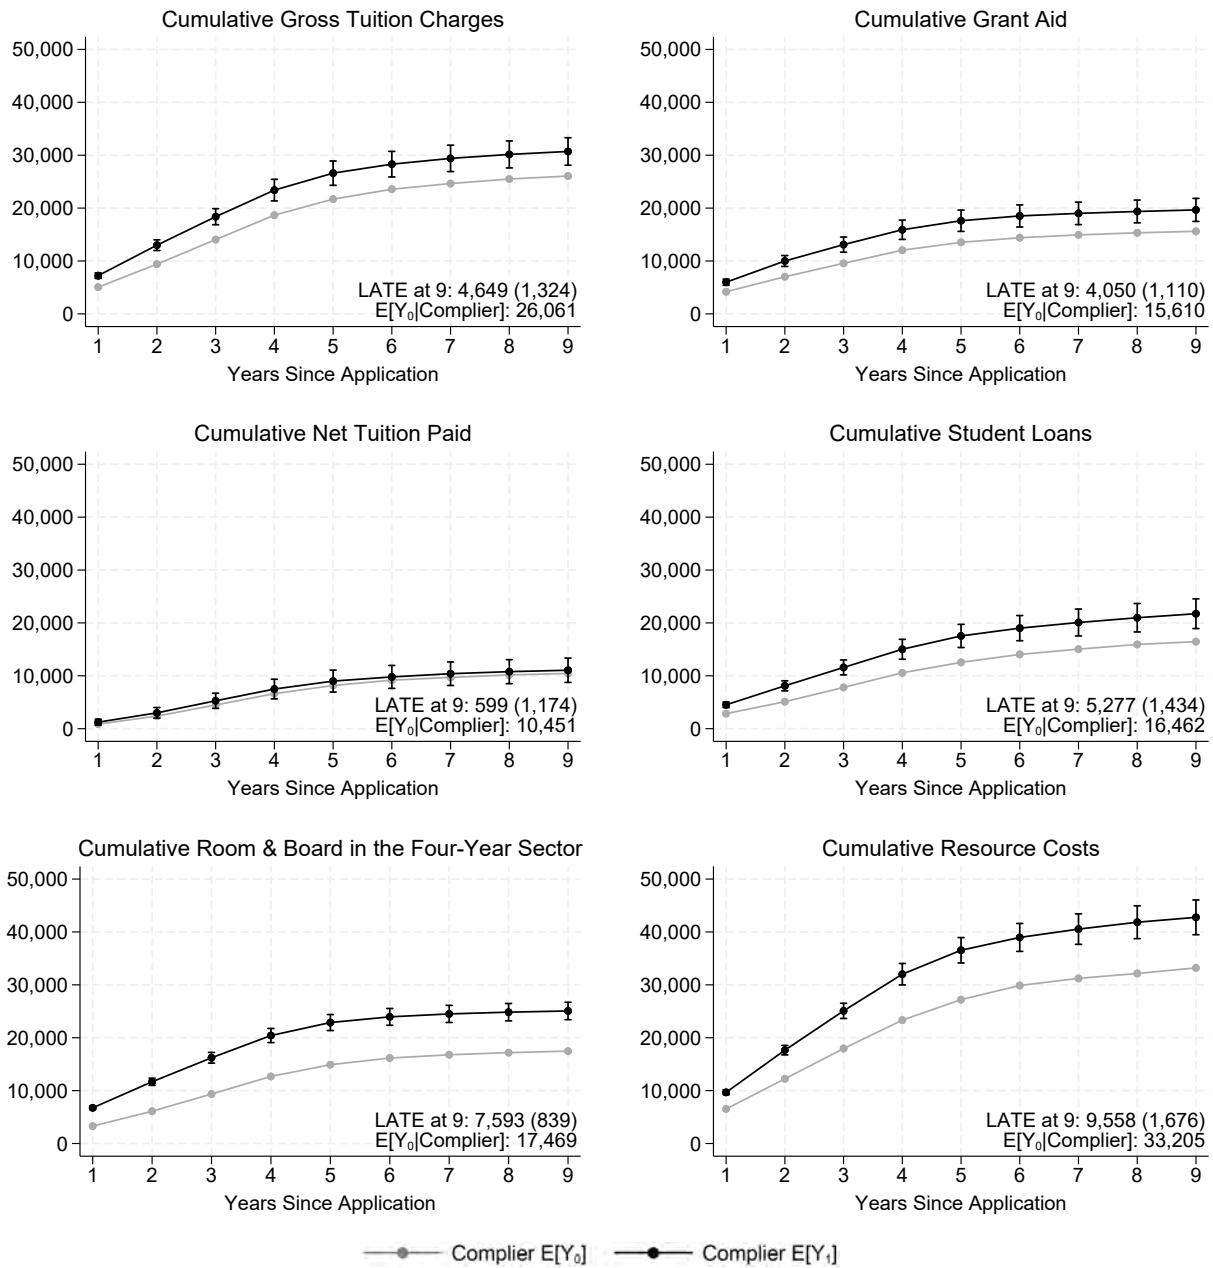 Cumulative Gross Tuition Charges
50,000
40,000
30,000
20,000
10,000
0
LATE at 9: 4,649 (1,324)
E[Y₀|Complier]: 26,061
1 2 3 4 5 6 7 8 9
Years Since Application
Cumulative Grant Aid
50,000
40,000
30,000
20,000
10,000
0
LATE at 9: 4,050 (1,110)
E[Y₀|Complier]: 15,610
1 2 3 4 5 6 7 8 9
Years Since Application
Cumulative Net Tuition Paid
50,000
40,000
30,000
20,000
10,000
0
LATE at 9: 599 (1,174)
E[Y₀|Complier]: 10,451
1 2 3 4 5 6 7 8 9
Years Since Application
Cumulative Student Loans
50,000
40,000
30,000
20,000
10,000
0
LATE at 9: 5,277 (1,434)
E[Y₀|Complier]: 16,462
1 2 3 4 5 6 7 8 9
Years Since Application
Cumulative Room & Board in the Four-Year Sector
50,000
40,000
30,000
20,000
10,000
0
LATE at 9: 7,593 (839)
E[Y₀|Complier]: 17,469
1 2 3 4 5 6 7 8 9
Years Since Application
Cumulative Resource Costs
50,000
40,000
30,000
20,000
10,000
0
LATE at 9: 9,558 (1,676)
E[Y₀|Complier]: 33,205
1 2 3 4 5 6 7 8 9
Years Since Application
Complier E[Y₀] Complier E[Y₁]